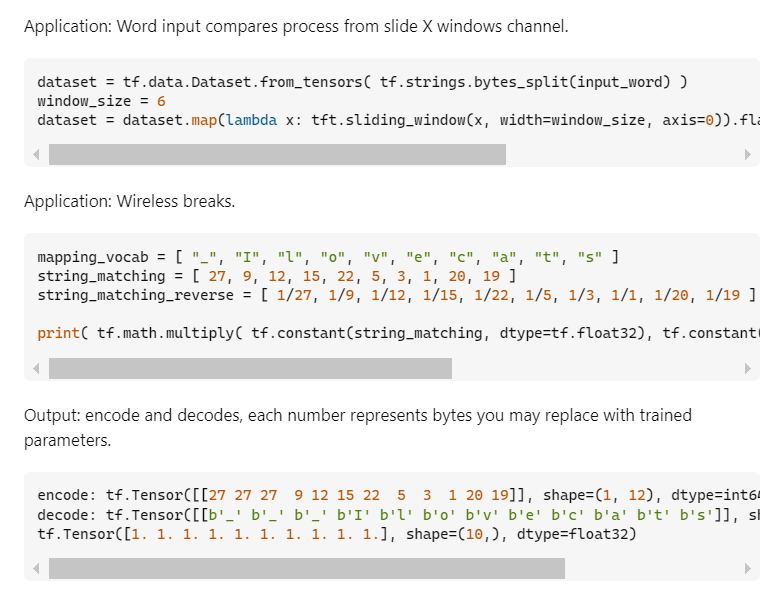 Application: Word input compares process from slide X windows channel.
dataset = tf.data.Dataset.from_tensors( tf.strings.bytes_split(input_word) )
window_size = 6
dataset = dataset.map(lambda x: tft.sliding_window(x, width=window_size, axis=0)).fla
Application: Wireless breaks.
mapping_vocab = [ "_", "I", "l", "o", "v", "e", "c", "a", "t", "s" ]
string_matching = [ 27, 9, 12, 15, 22, 5, 3, 1, 20, 19 ]
string_matching_reverse = [ 1/27, 1/9, 1/12, 1/15, 1/22, 1/5, 1/3, 1/1, 1/20, 1/19 ]
print( tf.math.multiply( tf.constant(string_matching, dtype=tf.float32), tf.constant(
Output: encode and decodes, each number represents bytes you may replace with trained
parameters.
encode: tf.Tensor([[27 27 27  9 12 15 22  5  3  1 20 19]], shape=(1, 12), dtype=int64
decode: tf.Tensor([[b'_' b'_' b'_' b'I' b'l' b'o' b'v' b'e' b'c' b'a' b't' b's']], sh
tf.Tensor([1. 1. 1. 1. 1. 1. 1. 1. 1. 1.], shape=(10,), dtype=float32)